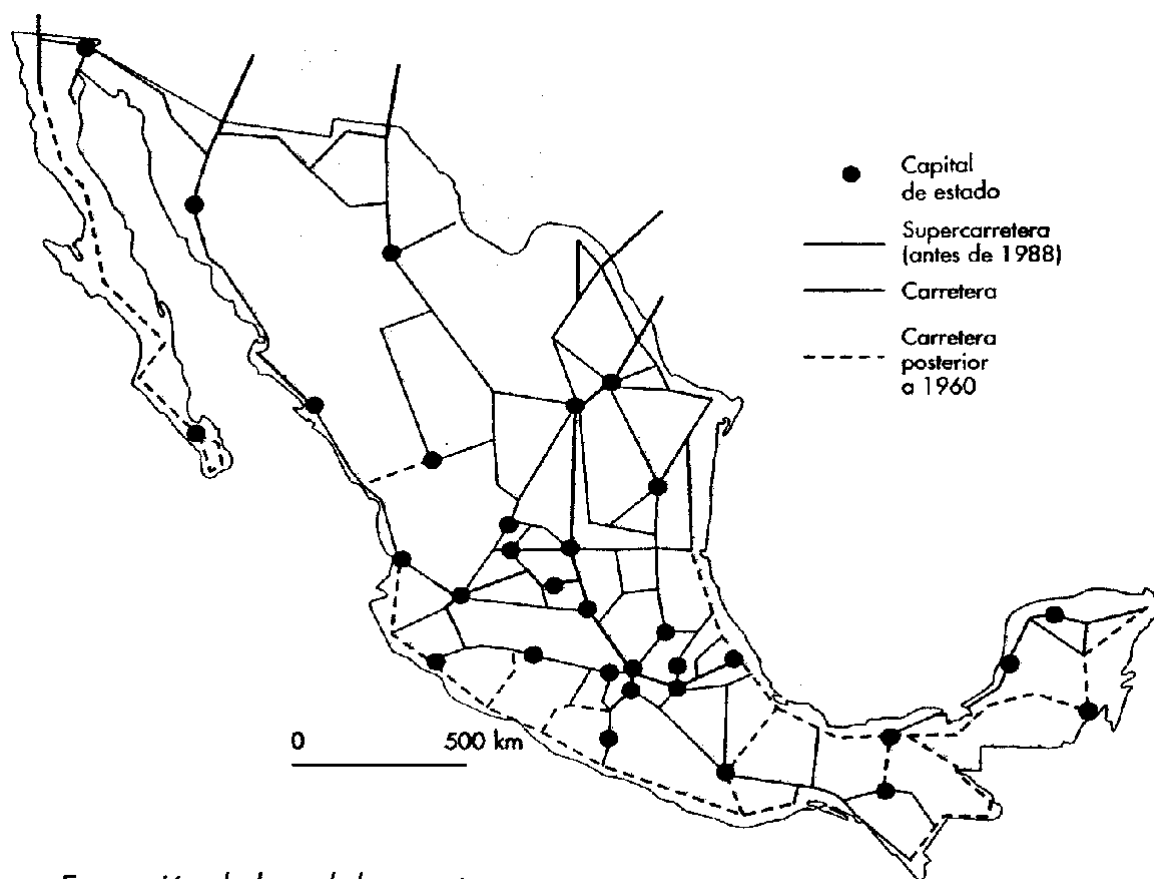 Capital
de estado
Supercarretera
(antes de 1988)
Carretera
Carretera
posterior
a 1960
0 500 km